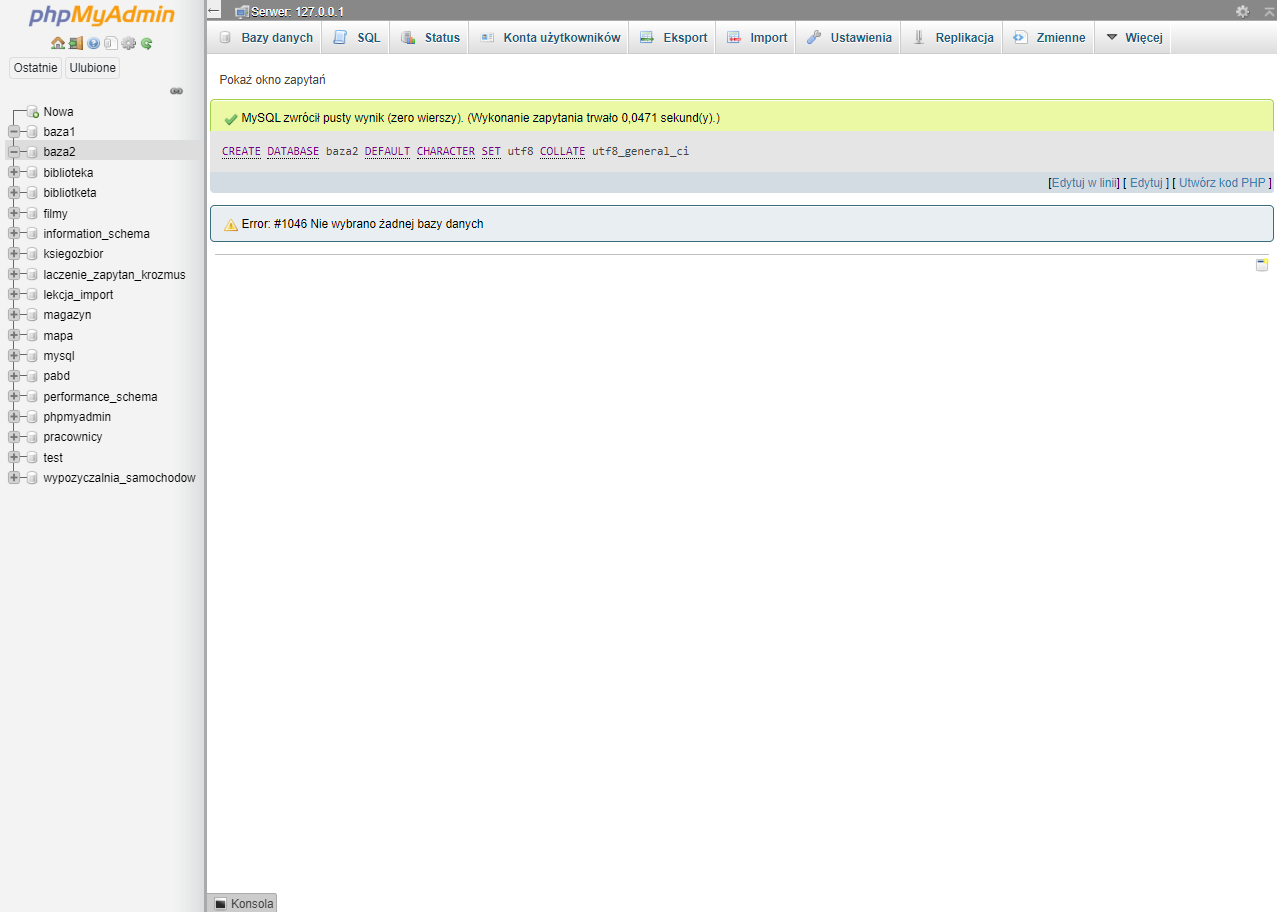 phpMyAdmin
Ostatnie Ulubione
Nowa
baza1
baza2
biblioteka
bibliotketa
filmy
information_schema
ksiegozbior
laczenie_zapytan_krozmus
lekcja_import
magazyn
mapa
mysql
pabd
performance_schema
phpmyadmin
pracownicy
test
wypozyczalnia_samochodow
Serwer: 127.0.0.1
Bazy danych SQL Status Konta użytkowników Eksport Import Ustawienia Replikacja Zmienne Więcej
Pokaż okno zapytań
MySQL zwrócił pusty wynik (zero wierszy). (Wykonanie zapytania trwało 0,0471 sekund(y).)
CREATE DATABASE baza2 DEFAULT CHARACTER SET utf8 COLLATE utf8_general_ci
[Edytuj w linii] [ Edytuj ] [ Utwórz kod PHP ]
Error: #1046 Nie wybrano żadnej bazy danych
Konsola